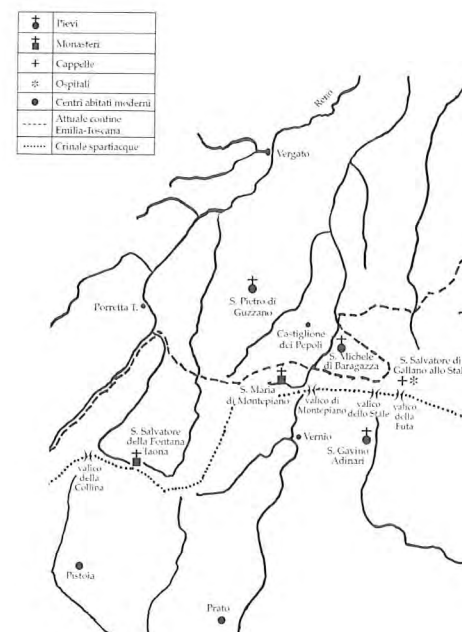 Pievi
Monasteri
Cappelle
Ospitali
Centri abitati moderni
Attuale confine
Emilia-Toscana
Crinale spartiacque
Reno
Vergato
Porretta T.
S. Pietro di
Guzzano
Castiglione
dei Pepoli
S. Michele
di Baragazza
S. Salvatore di
Gallano allo Stale
S. Maria
di Montepiano
valico di
Montepiano
valico
dello Stale
valico
della
Futa
S. Salvatore
della Fontana
Taona
Vernio
S. Gavino
Adinari
valico
della
Collina
Pistoia
Prato